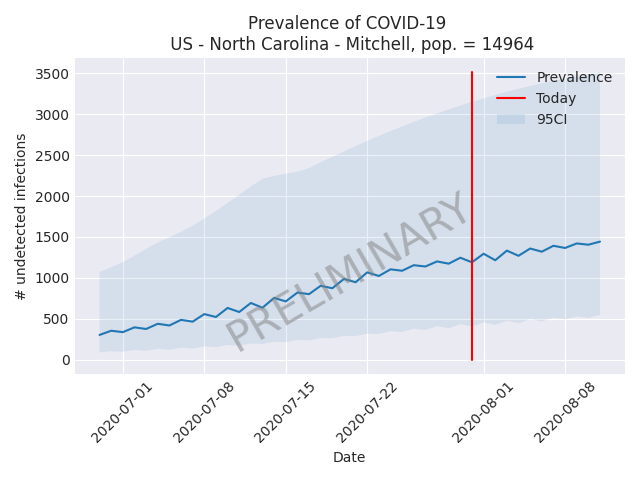 Prevalence of COVID-19
US - North Carolina - Mitchell, pop. = 14964
3500
3000
2500
2000
1500
1000
500
0
# undetected infections
Prevalence
Today
95CI
PRELIMINARY
2020-07-01
2020-07-08
2020-07-15
2020-07-22
2020-08-01
2020-08-08
Date